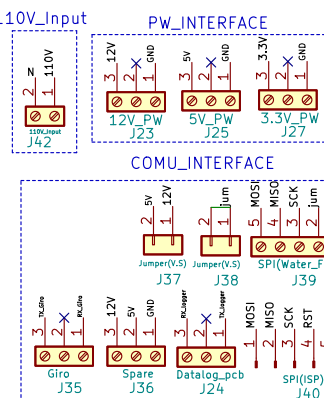 110V_Input
PW_INTERFACE
N
110V
2
1
110V_Input
J42
12V
GND
3
2
1
12V_PW
J23
5V
GND
3
2
1
5V_PW
J25
3.3V
GND
3
2
1
3.3V_PW
J27
COMU_INTERFACE
5V
12V
2
1
Jumper(V.S)
J37
jum
2
1
Jumper(V.S)
J38
MOSI
MISO
SCK
jum
5
4
3
2
SPI(Water_F
J39
TX_Giro
RX_Giro
3
2
1
Giro
J35
12V
5V
GND
3
2
1
Spare
J36
RX_logger
TX_logger
3
2
1
Datalog_pcb
J24
MOSI
MISO
SCK
RST
1
2
3
4
5
SPI(ISP)
J40